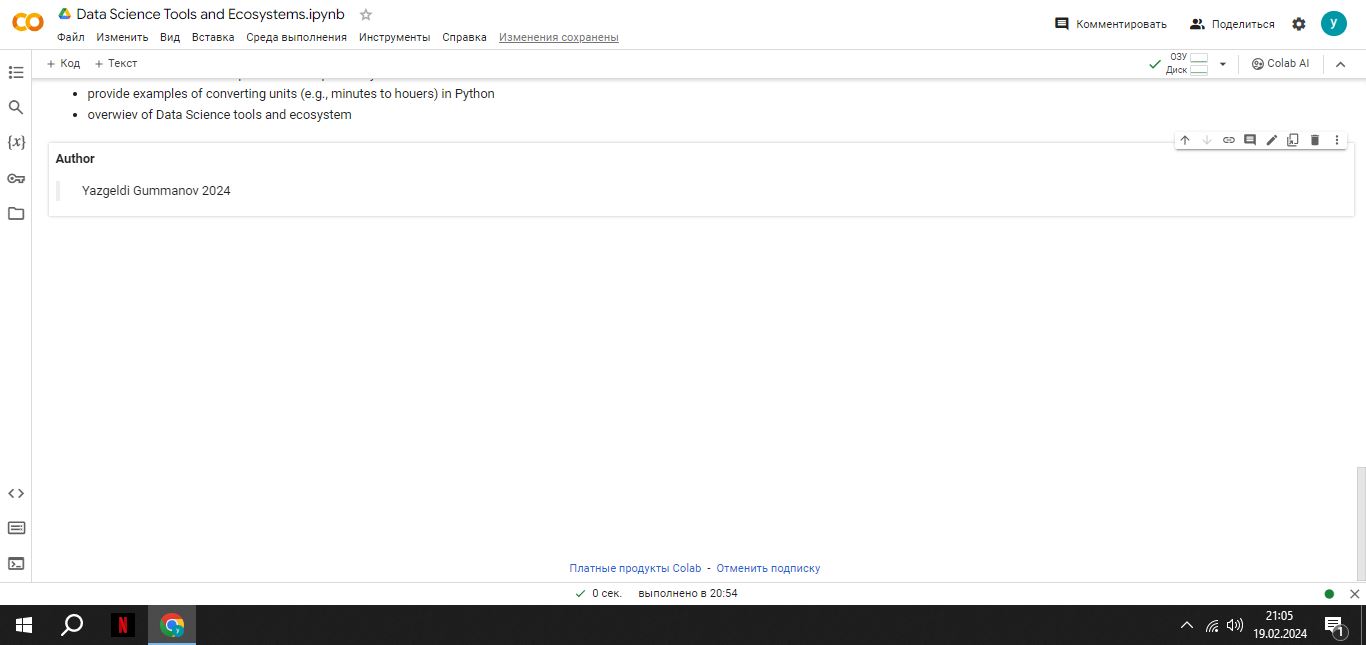 Data Science Tools and Ecosystems.ipynb
Файл Изменить Вид Вставка Среда выполнения Инструменты Справка Изменения сохранены
Комментировать Поделиться y
+ Код + Текст
ОЗУ
Диск
Colab AI
{x}
provide examples of converting units (e.g., minutes to houers) in Python
overwiev of Data Science tools and ecosystem
Author
Yazgeldi Gummanov 2024
Платные продукты Colab - Отменить подписку
0 сек. выполнено в 20:54
N
y
21:05
19.02.2024
1